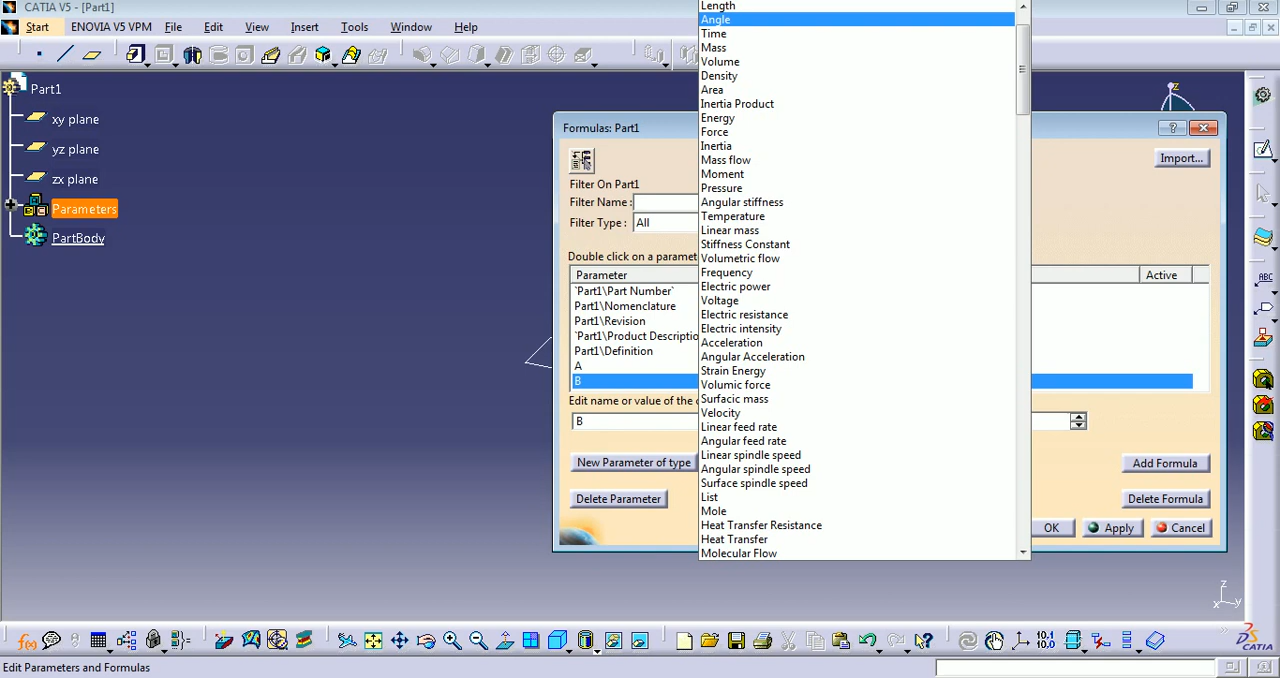 CATIA V5 - [Part1]
Start ENOVIA V5 VPM File Edit View Insert Tools Window Help
Part1
xy plane
yz plane
zx plane
Parameters
PartBody
Formulas: Part1
Import...
Filter On Part1
Filter Name :
Filter Type : All
Double click on a paramet
Parameter Active
`Part1\Part Number`
Part1\Nomenclature
Part1\Revision
`Part1\Product Descriptio
Part1\Definition
A
B
Edit name or value of the c
B
New Parameter of type
Delete Parameter
Add Formula
Delete Formula
OK Apply Cancel
Length
Angle
Time
Mass
Volume
Density
Area
Inertia Product
Energy
Force
Inertia
Mass flow
Moment
Pressure
Angular stiffness
Temperature
Linear mass
Stiffness Constant
Volumetric flow
Frequency
Electric power
Voltage
Electric resistance
Electric intensity
Acceleration
Angular Acceleration
Strain Energy
Volumic force
Surfacic mass
Velocity
Linear feed rate
Angular feed rate
Linear spindle speed
Angular spindle speed
Surface spindle speed
List
Mole
Heat Transfer Resistance
Heat Transfer
Molecular Flow
z
ABC
z
x y
f(x)
10.1
10.0
CATIA
Edit Parameters and Formulas